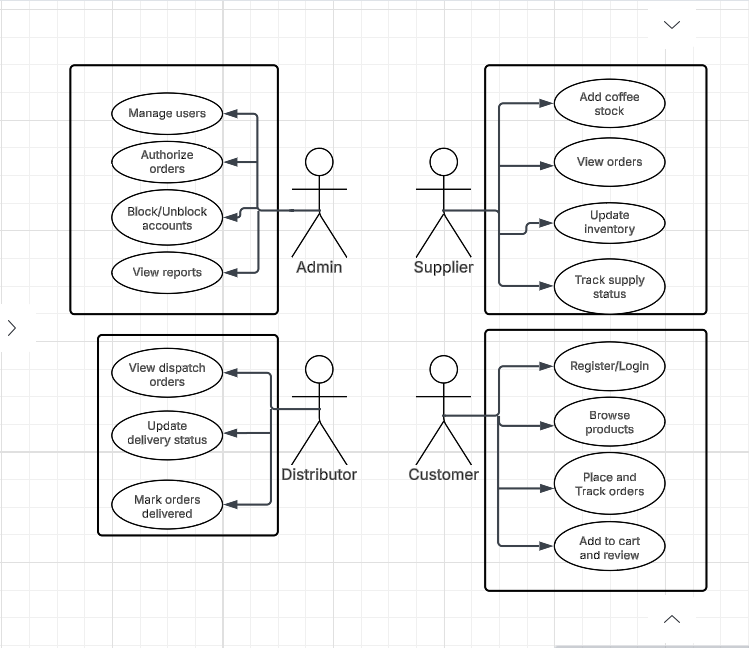 Manage users
Authorize
orders
Block/Unblock
accounts
View reports
Admin
Supplier
Add coffee
stock
View orders
Update
inventory
Track supply
status
View dispatch
orders
Update
delivery status
Mark orders
delivered
Distributor
Customer
Register/Login
Browse
products
Place and
Track orders
Add to cart
and review